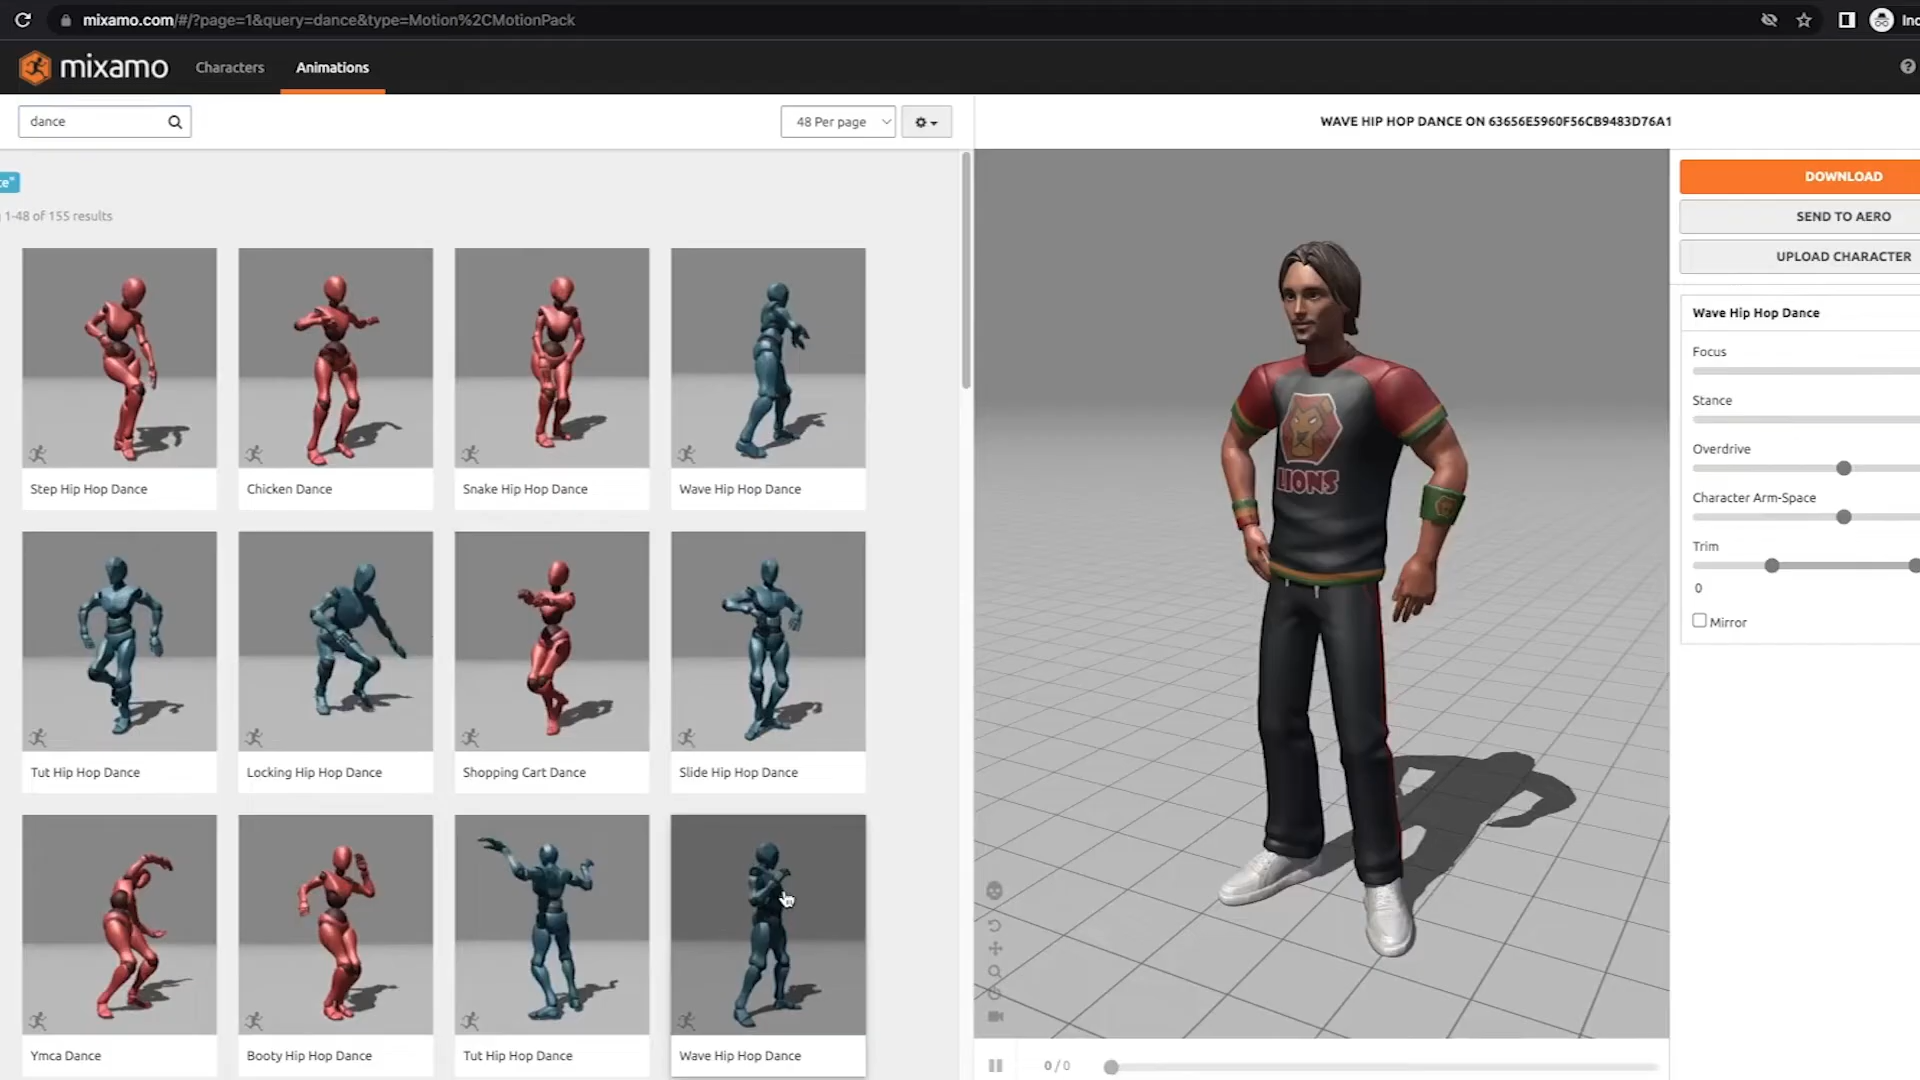 mixamo.com/#/?page=1&query=dance&type=Motion%2CMotionPack
mixamo
Characters
Animations
dance
48 Per page
WAVE HIP HOP DANCE ON 63656E5960F56CB9483D76A1
1-48 of 155 results
Step Hip Hop Dance
Chicken Dance
Snake Hip Hop Dance
Wave Hip Hop Dance
Tut Hip Hop Dance
Locking Hip Hop Dance
Shopping Cart Dance
Slide Hip Hop Dance
Ymca Dance
Booty Hip Hop Dance
Tut Hip Hop Dance
Wave Hip Hop Dance
LIONS
0/0
DOWNLOAD
SEND TO AERO
UPLOAD CHARACTER
Wave Hip Hop Dance
Focus
Stance
Overdrive
Character Arm-Space
Trim
0
Mirror